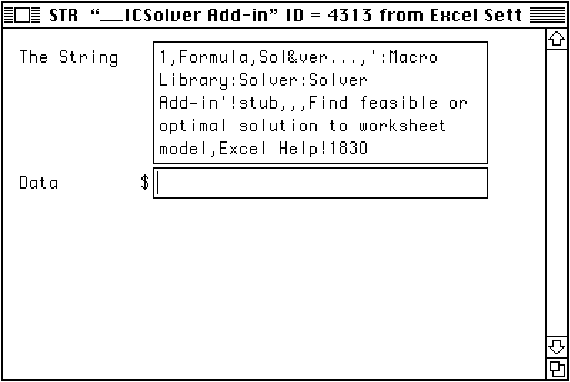 STR “__ICSolver Add-in” ID = 4313 from Excel Sett
The String
1,Formula,Sol&ver...,':Macro
Library:Solver:Solver
Add-in'!stub,,,Find feasible or
optimal solution to worksheet
model,Excel Help!1830
Data $